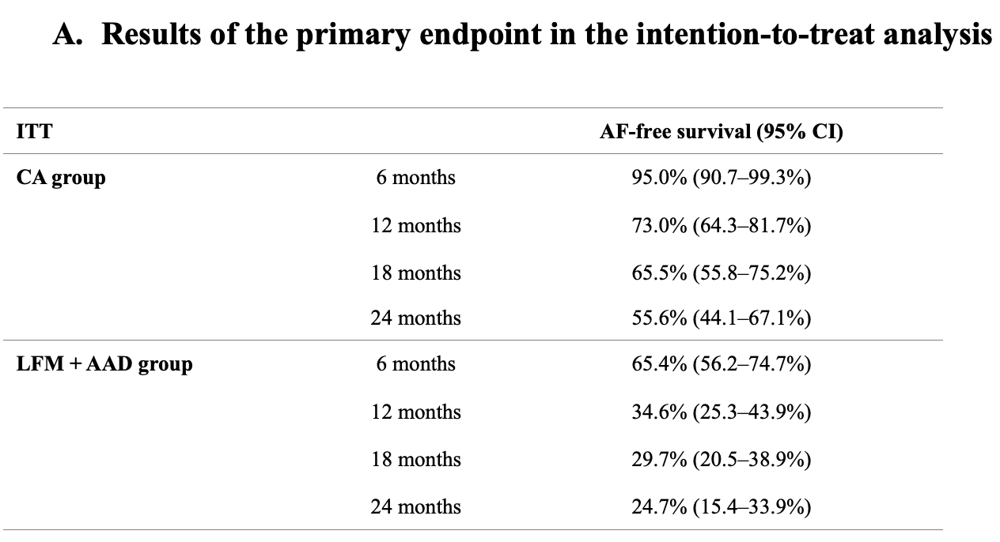 A. Results of the primary endpoint in the intention-to-treat analysis
ITT AF-free survival (95% CI)
CA group 6 months 95.0% (90.7–99.3%)
12 months 73.0% (64.3–81.7%)
18 months 65.5% (55.8–75.2%)
24 months 55.6% (44.1–67.1%)
LFM + AAD group 6 months 65.4% (56.2–74.7%)
12 months 34.6% (25.3–43.9%)
18 months 29.7% (20.5–38.9%)
24 months 24.7% (15.4–33.9%)